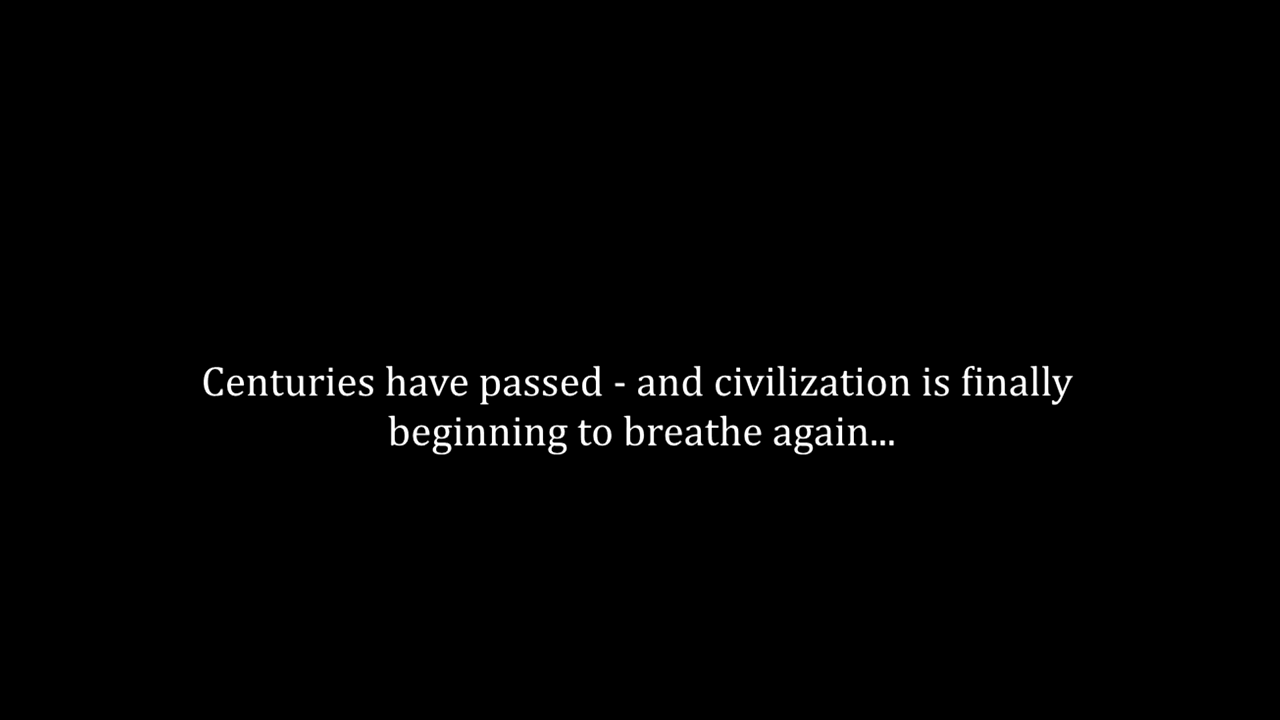 Centuries have passed - and civilization is finally
beginning to breathe again...